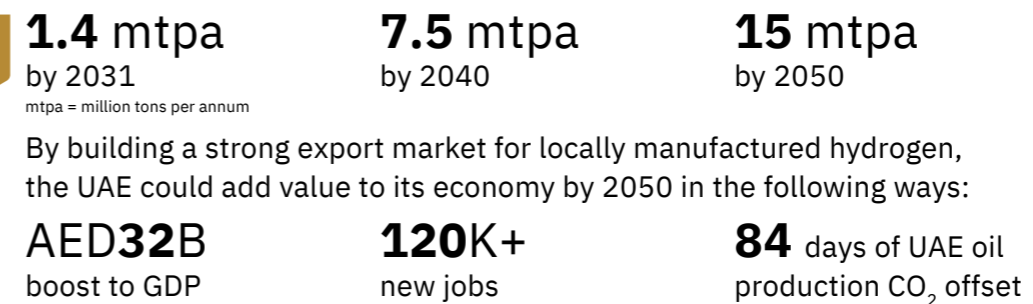 1.4 mtpa 7.5 mtpa 15 mtpa
by 2031 by 2040 by 2050
mtpa = million tons per annum
By building a strong export market for locally manufactured hydrogen,
the UAE could add value to its economy by 2050 in the following ways:
AED32B 120K+ 84 days of UAE oil
boost to GDP new jobs production CO₂ offset